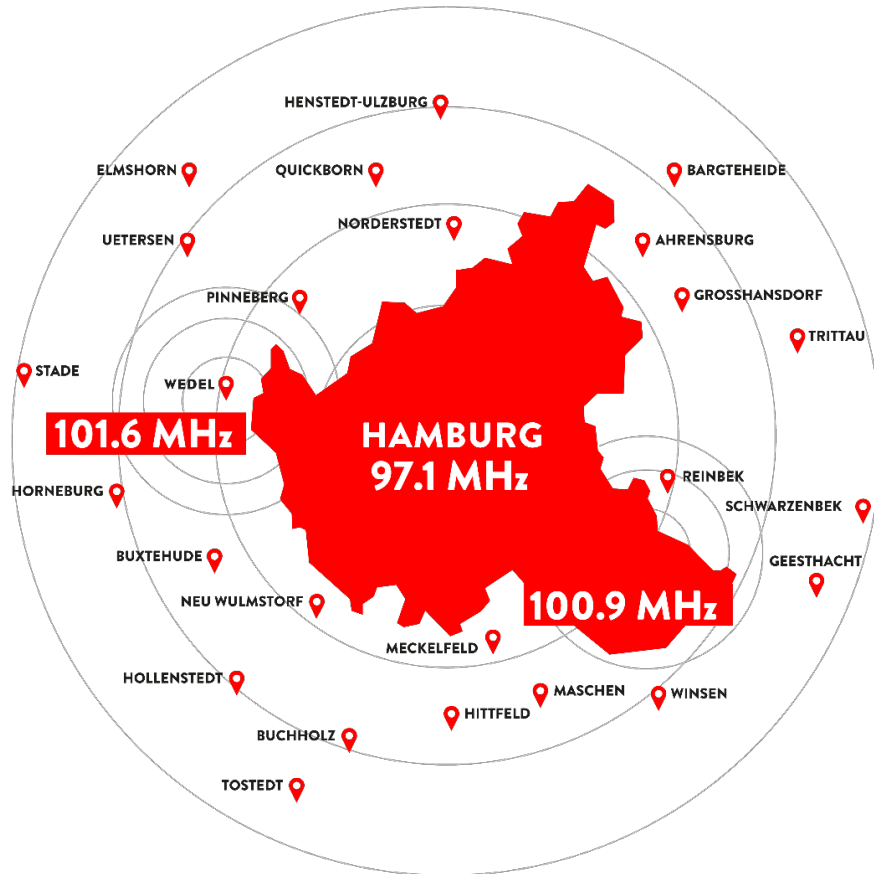 HENSTEDT-ULZBURG
ELMSHORN
QUICKBORN
BARGTEHEIDE
NORDERSTEDT
UETERSEN
AHRENSBURG
PINNEBERG
GROSSHANSDORF
TRITTAU
STADE
WEDEL
101.6 MHz
HAMBURG
97.1 MHz
REINBEK
HORNEBURG
SCHWARZENBEK
BUXTEHUDE
GEESTHACHT
NEU WULMSTORF
100.9 MHz
MECKELFELD
HOLLENSTEDT
MASCHEN
WINSEN
HITTFELD
BUCHHOLZ
TOSTEDT